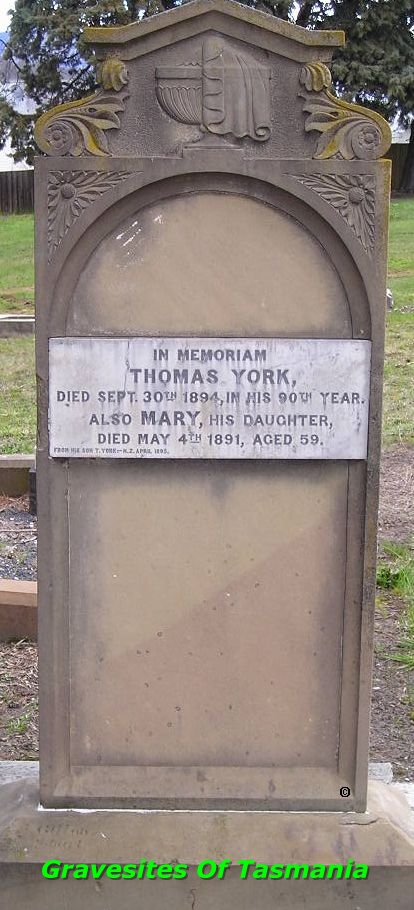 IN MEMORIAM
THOMAS YORK,
DIED SEPT. 30TH 1894, IN HIS 90TH YEAR.
ALSO MARY, HIS DAUGHTER,
DIED MAY 4TH 1891, AGED 59.
FROM HIS SON T. YORK:- N.Z. APRIL 1895.
Gravesites Of Tasmania